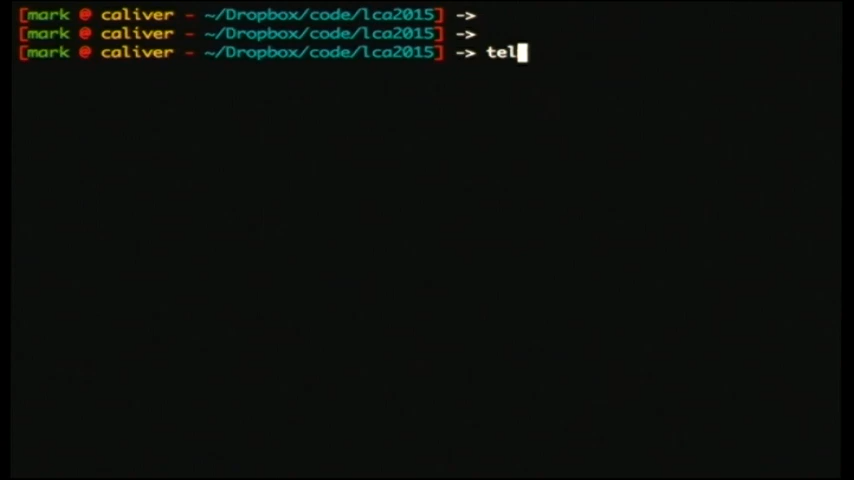 [mark @ caliver - ~/Dropbox/code/lca2015] ->
[mark @ caliver - ~/Dropbox/code/lca2015] ->
[mark @ caliver - ~/Dropbox/code/lca2015] -> tel